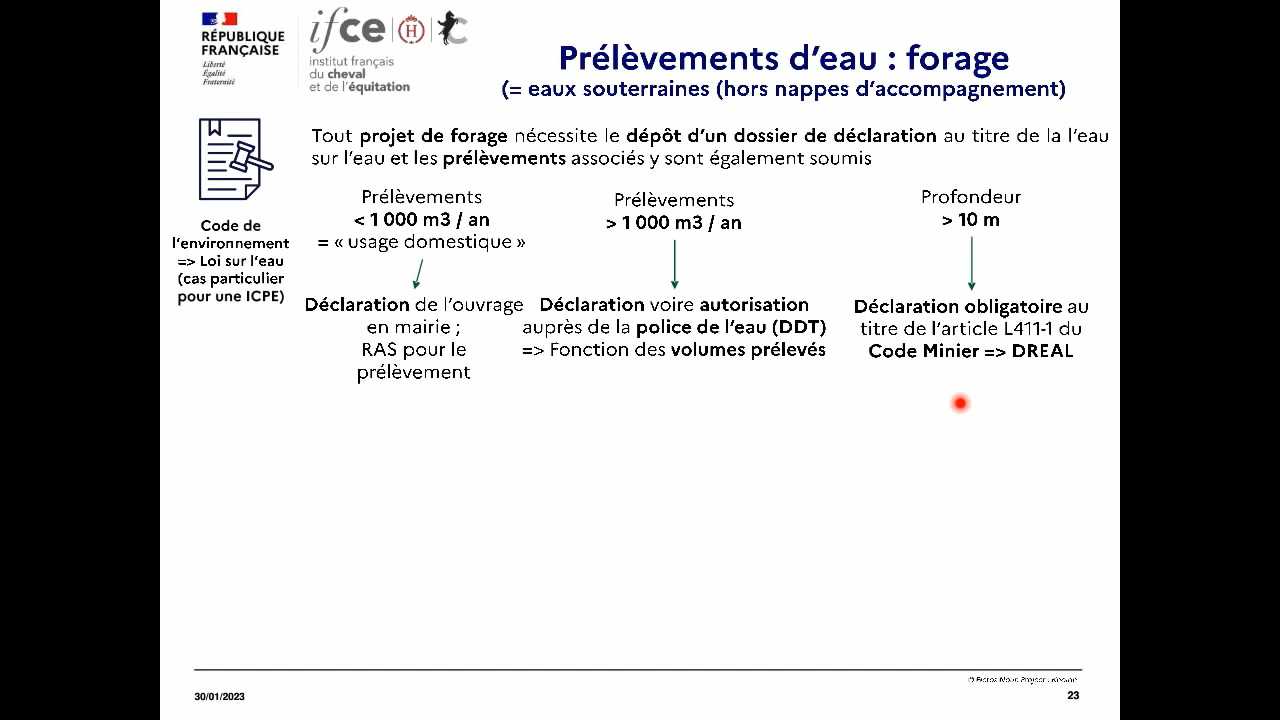 RÉPUBLIQUE
FRANÇAISE
Liberté
Égalité
Fraternité
ifce
H
institut français
du cheval
et de l'équitation
Prélèvements d'eau : forage
(= eaux souterraines (hors nappes d'accompagnement)
Tout projet de forage nécessite le dépôt d'un dossier de déclaration au titre de la l'eau
sur l'eau et les prélèvements associés y sont également soumis
Code de
l'environnement
=> Loi sur l'eau
(cas particulier
pour une ICPE)
Prélèvements
< 1 000 m3 / an
= « usage domestique »
Déclaration de l'ouvrage
en mairie ;
RAS pour le
prélèvement
Prélèvements
> 1 000 m3 / an
Déclaration voire autorisation
auprès de la police de l'eau (DDT)
=> Fonction des volumes prélevés
Profondeur
> 10 m
Déclaration obligatoire au
titre de l'article L411-1 du
Code Minier => DREAL
Project
30/01/2023
23